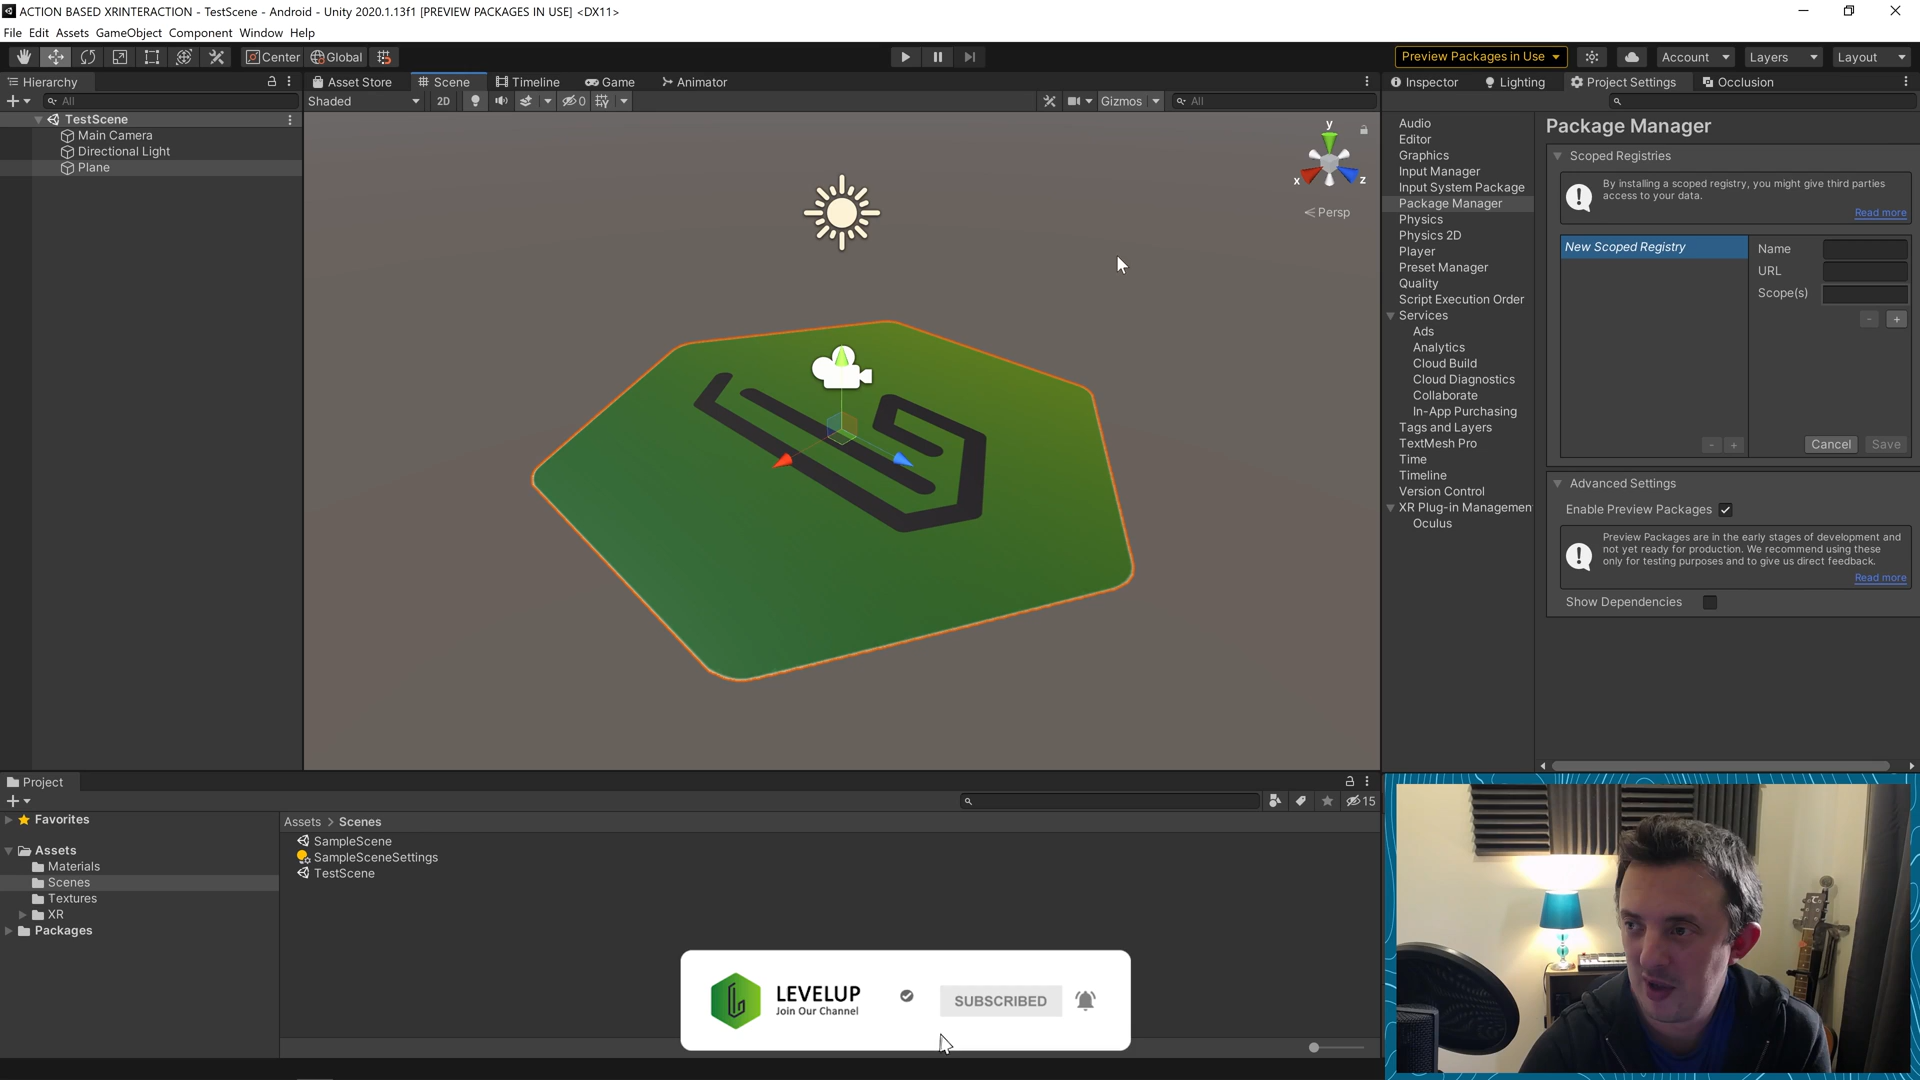 ACTION BASED XRINTERACTION - TestScene - Android - Unity 2020.1.13f1 [PREVIEW PACKAGES IN USE] <DX11>
File Edit Assets GameObject Component Window Help
Center Global Preview Packages in Use Account Layers Layout
Hierarchy Asset Store Scene Timeline Game Animator Inspector Lighting Project Settings Occlusion
All Shaded 2D 0 Gizmos All
TestScene
Main Camera
Directional Light
Plane
y
x z
Persp
Audio
Editor
Graphics
Input Manager
Input System Package
Package Manager
Physics
Physics 2D
Player
Preset Manager
Quality
Script Execution Order
Services
Ads
Analytics
Cloud Build
Cloud Diagnostics
Collaborate
In-App Purchasing
Tags and Layers
TextMesh Pro
Time
Timeline
Version Control
XR Plug-in Managemen
Oculus
Package Manager
Scoped Registries
By installing a scoped registry, you might give third parties
access to your data.
Read more
New Scoped Registry
Name
URL
Scope(s)
- +
- +
Cancel Save
Advanced Settings
Enable Preview Packages
Preview Packages are in the early stages of development and
not yet ready for production. We recommend using these
only for testing purposes and to give us direct feedback.
Read more
Show Dependencies
Project
15
Favorites
Assets
Materials
Scenes
Textures
XR
Packages
Assets > Scenes
SampleScene
SampleSceneSettings
TestScene
LEVELUP
Join Our Channel
SUBSCRIBED